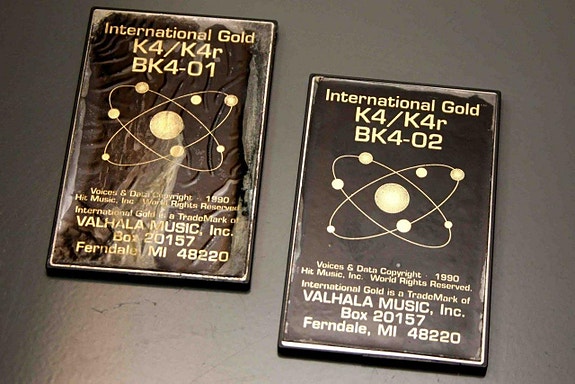 International Gold
K4/K4r
BK4-01
Voices & Data Copyright · 1990
Hit Music, Inc. World Rights Reserved.
International Gold is a TradeMark of
VALHALA MUSIC, Inc.
Box 20157
Ferndale, MI 48220
International Gold
K4/K4r
BK4-02
Voices & Data Copyright · 1990
Hit Music, Inc. World Rights Reserved.
International Gold is a TradeMark of
VALHALA MUSIC, Inc.
Box 20157
Ferndale, MI 48220